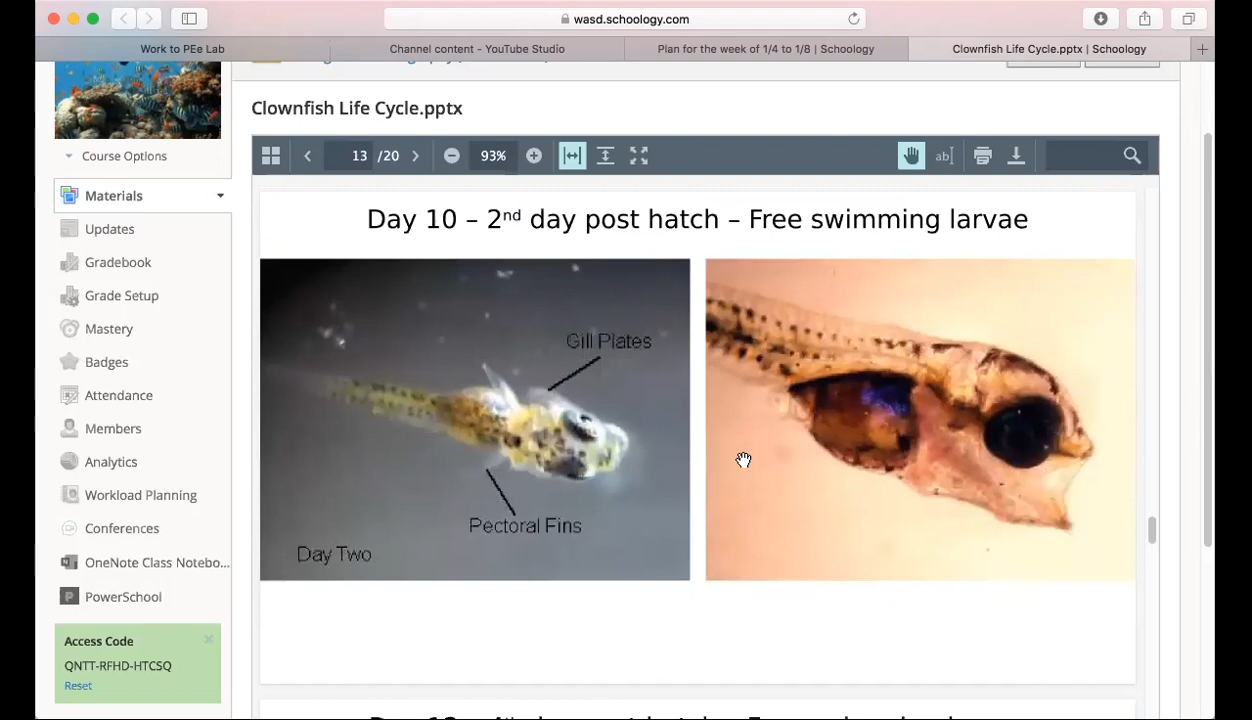 wasd.schoology.com
Work to PEe Lab
Channel content - YouTube Studio
Plan for the week of 1/4 to 1/8 | Schoology
Clownfish Life Cycle.pptx | Schoology
Clownfish Life Cycle.pptx
Course Options
Materials
Updates
Gradebook
Grade Setup
Mastery
Badges
Attendance
Members
Analytics
Workload Planning
Conferences
OneNote Class Notebo...
PowerSchool
Access Code
QNTT-RFHD-HTCSQ
Reset
13 /20
93%
ab
Day 10 – 2nd day post hatch – Free swimming larvae
Gill Plates
Pectoral Fins
Day Two